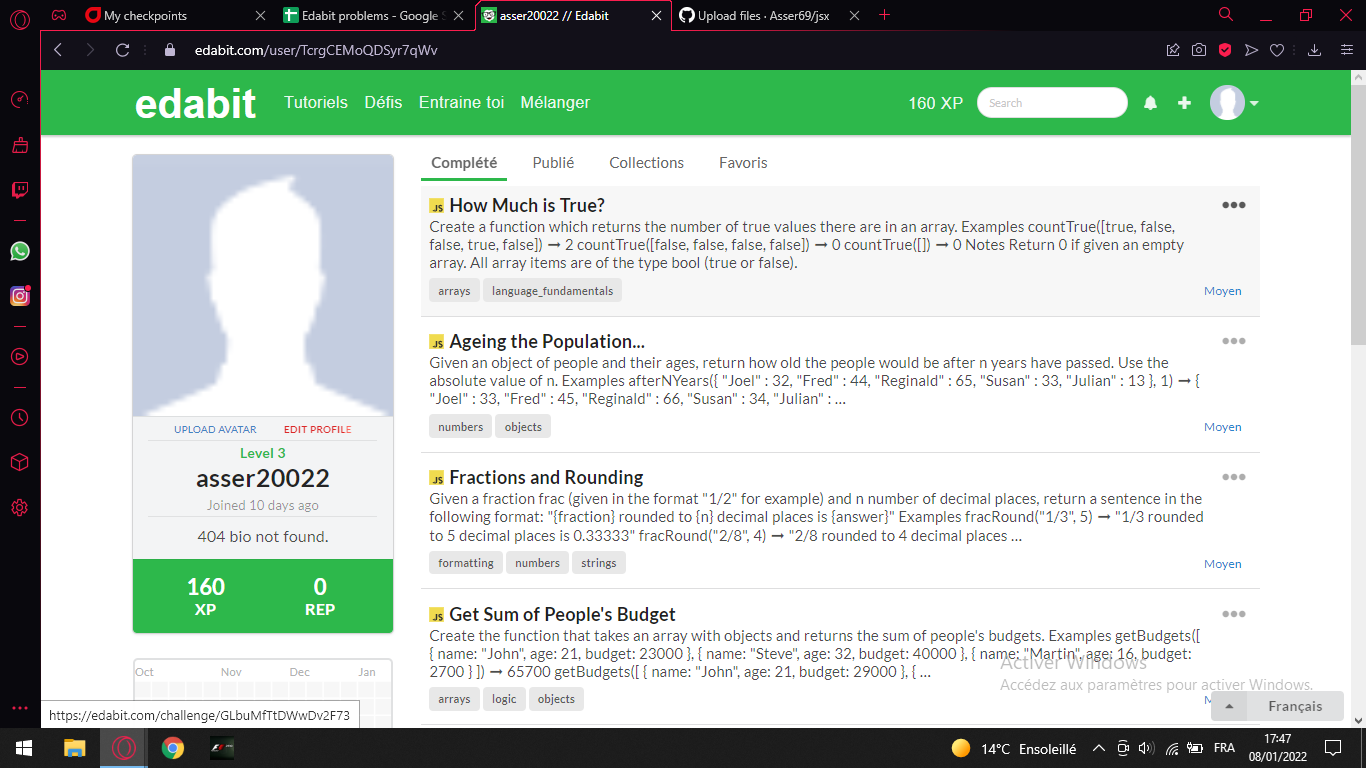 My checkpoints
Edabit problems - Google S
asser20022 // Edabit
Upload files · Asser69/jsx
edabit.com/user/TcrgCEMoQDSyr7qWv
edabit
Tutoriels
Défis
Entraine toi
Mélanger
160 XP
Search
Complété
Publié
Collections
Favoris
JS How Much is True?
Create a function which returns the number of true values there are in an array. Examples countTrue([true, false,
false, true, false]) ➞ 2 countTrue([false, false, false, false]) ➞ 0 countTrue([]) ➞ 0 Notes Return 0 if given an empty
array. All array items are of the type bool (true or false).
arrays
language_fundamentals
Moyen
JS Ageing the Population...
Given an object of people and their ages, return how old the people would be after n years have passed. Use the
absolute value of n. Examples afterNYears({ "Joel" : 32, "Fred" : 44, "Reginald" : 65, "Susan" : 33, "Julian" : 13 }, 1) ➞ {
"Joel" : 33, "Fred" : 45, "Reginald" : 66, "Susan" : 34, "Julian" : ...
numbers
objects
Moyen
JS Fractions and Rounding
Given a fraction frac (given in the format "1/2" for example) and n number of decimal places, return a sentence in the
following format: "{fraction} rounded to {n} decimal places is {answer}" Examples fracRound("1/3", 5) ➞ "1/3 rounded
to 5 decimal places is 0.33333" fracRound("2/8", 4) ➞ "2/8 rounded to 4 decimal places ...
formatting
numbers
strings
Moyen
JS Get Sum of People's Budget
Create the function that takes an array with objects and returns the sum of people's budgets. Examples getBudgets([
{ name: "John", age: 21, budget: 23000 }, { name: "Steve", age: 32, budget: 40000 }, { name: "Martin", age: 16, budget:
2700 } ]) ➞ 65700 getBudgets([ { name: "John", age: 21, budget: 29000 }, { ...
arrays
logic
objects
UPLOAD AVATAR
EDIT PROFILE
Level 3
asser20022
Joined 10 days ago
404 bio not found.
160
XP
0
REP
Oct
Nov
Dec
Jan
Activer Windows
Accédez aux paramètres pour activer Windows.
Français
https://edabit.com/challenge/GLbuMfTtDWwDv2F73
14°C Ensoleillé
FRA
17:47
08/01/2022